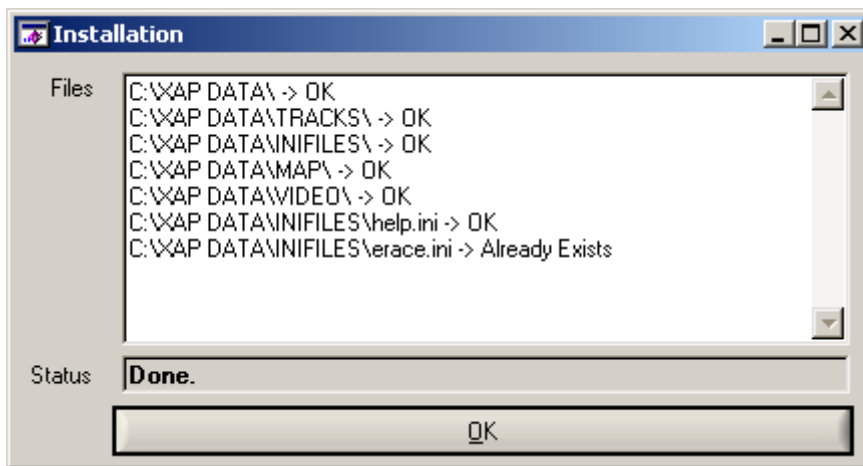 Installation
Files
C:\XAP DATA\ -> OK
C:\XAP DATA\TRACKS\ -> OK
C:\XAP DATA\INIFILES\ -> OK
C:\XAP DATA\MAP\ -> OK
C:\XAP DATA\VIDEO\ -> OK
C:\XAP DATA\INIFILES\help.ini -> OK
C:\XAP DATA\INIFILES\erace.ini -> Already Exists
Status
Done.
OK